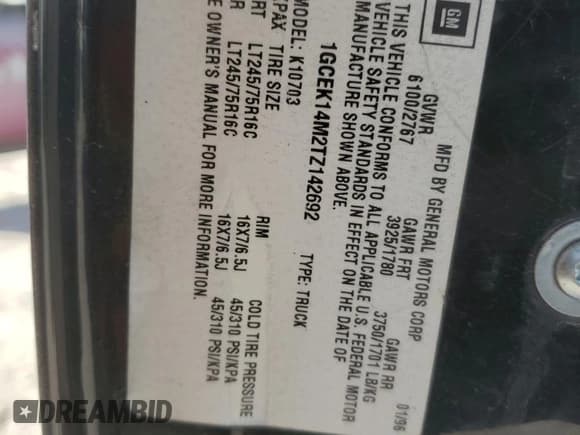 GM
MFD BY GENERAL MOTORS CORP 01/96
GVWR GAWR FRT GAWR RR
6100/2767 3925/1780 3750/1701 LB/KG
THIS VEHICLE CONFORMS TO ALL APPLICABLE U.S. FEDERAL MOTOR
VEHICLE SAFETY STANDARDS IN EFFECT ON THE DATE OF
MANUFACTURE SHOWN ABOVE.
1GCEK14M2TZ142692 TYPE: TRUCK
MODEL: K10703
TIRE SIZE RIM COLD TIRE PRESSURE
RT LT245/75R16C 16X7/6.5J 45/310 PSI/KPA
R LT245/75R16C 16X7/6.5J 45/310 PSI/KPA
E OWNER'S MANUAL FOR MORE INFORMATION.
DREAMBID